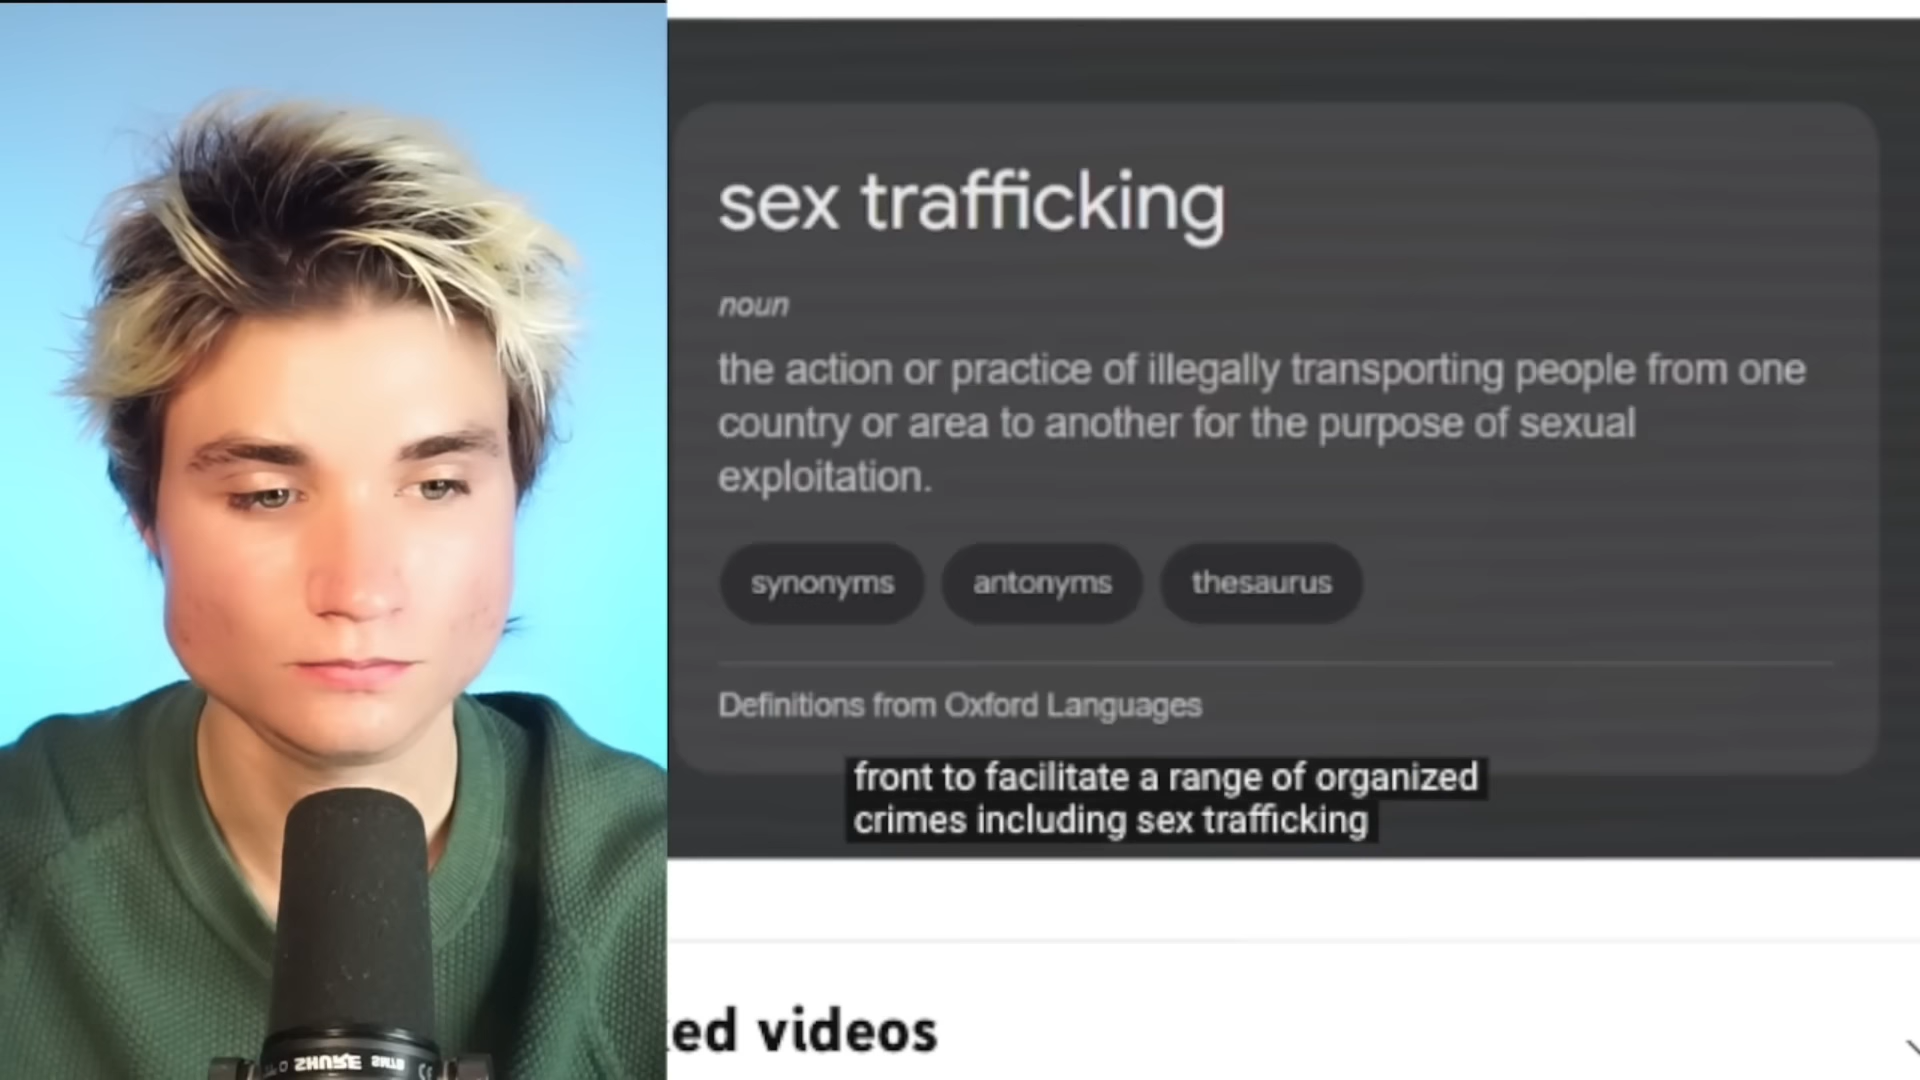 sex trafficking
noun
the action or practice of illegally transporting people from one
country or area to another for the purpose of sexual
exploitation.
synonyms
antonyms
thesaurus
Definitions from Oxford Languages
front to facilitate a range of organized
crimes including sex trafficking
ed videos
SHURE